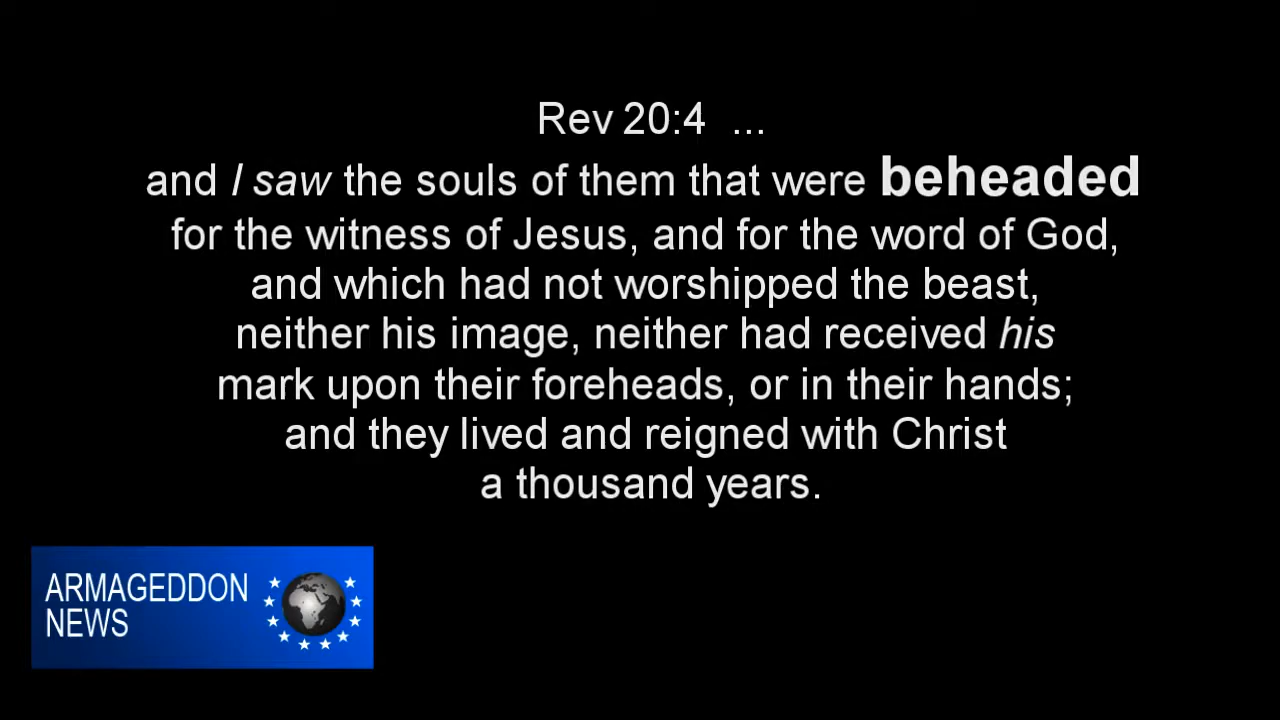 Rev 20:4 ...
and I saw the souls of them that were beheaded
for the witness of Jesus, and for the word of God,
and which had not worshipped the beast,
neither his image, neither had received his
mark upon their foreheads, or in their hands;
and they lived and reigned with Christ
a thousand years.
ARMAGEDDON
NEWS